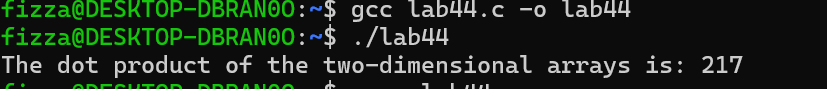 fizza@DESKTOP-DBRAN0O:~$ gcc lab44.c -o lab44
fizza@DESKTOP-DBRAN0O:~$ ./lab44
The dot product of the two-dimensional arrays is: 217